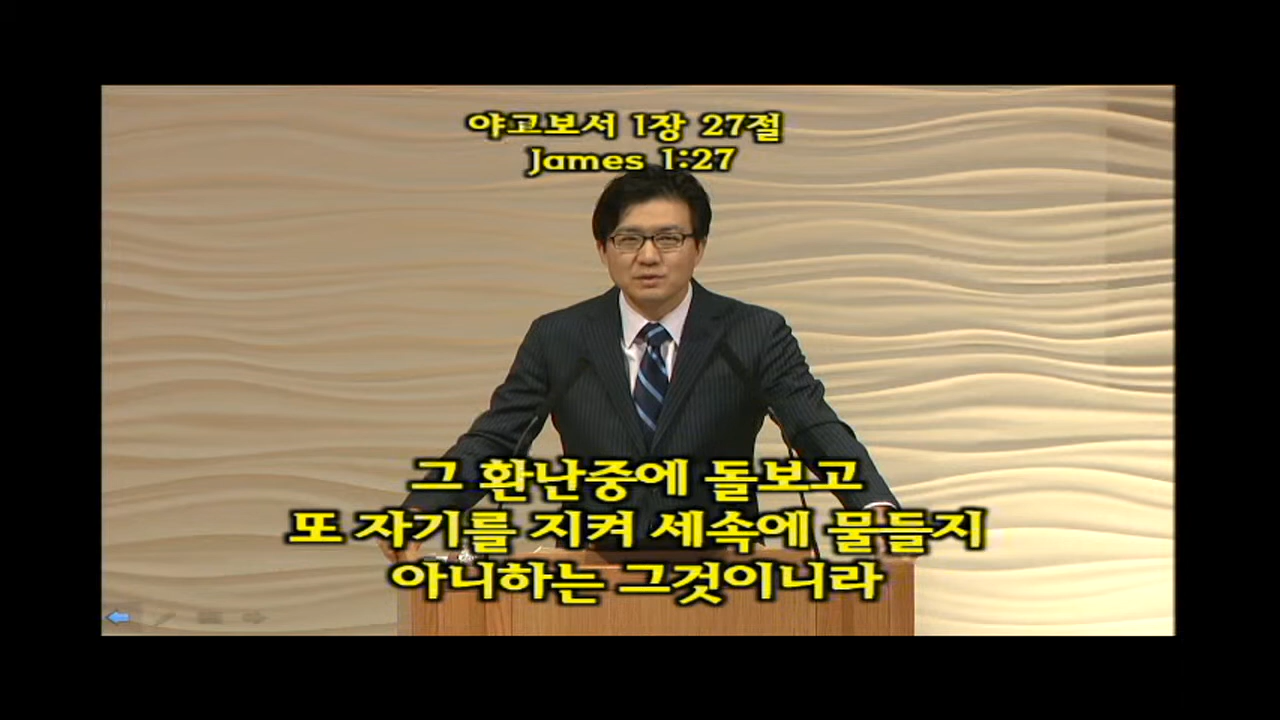 야고보서 1장 27절
James 1:27
그 환난중에 돌보고
또 자기를 지켜 세속에 물들지
아니하는 그것이니라